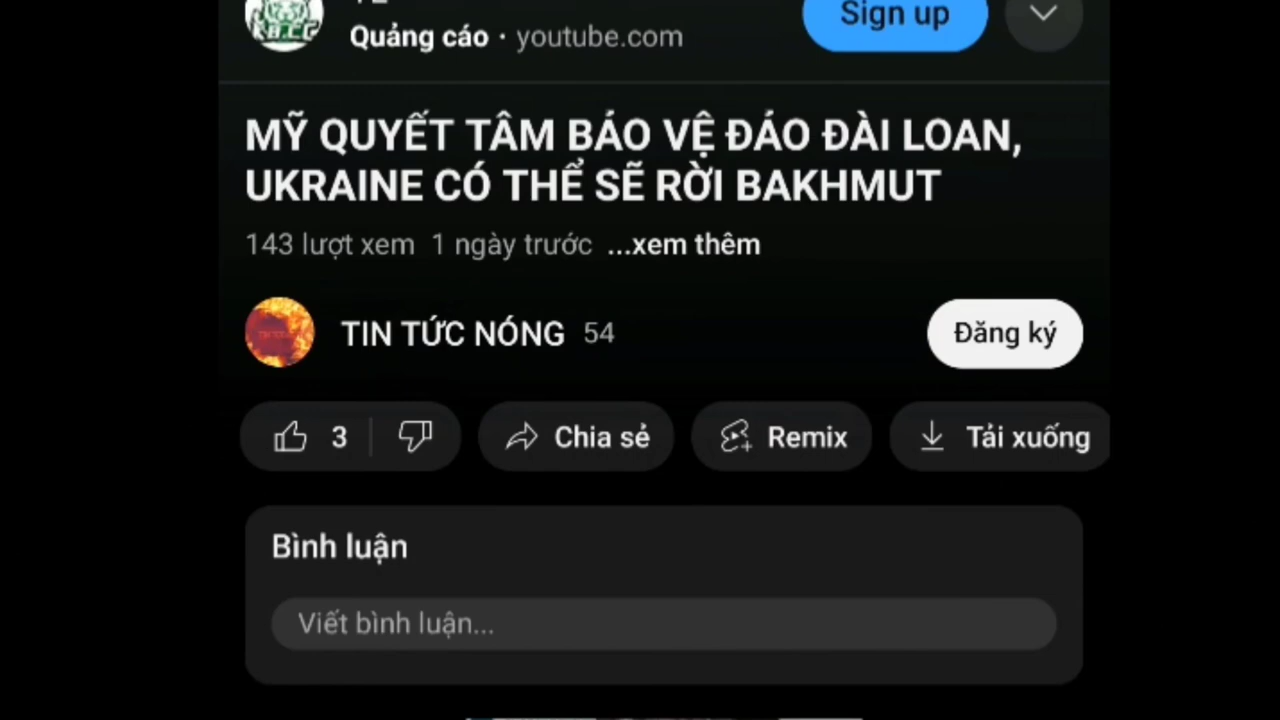 Sign up
Quảng cáo · youtube.com
MỸ QUYẾT TÂM BẢO VỆ ĐẢO ĐÀI LOAN,
UKRAINE CÓ THỂ SẼ RỜI BAKHMUT
143 lượt xem 1 ngày trước ...xem thêm
TIN TỨC NÓNG 54
Đăng ký
3
Chia sẻ
Remix
Tải xuống
Bình luận
Viết bình luận...